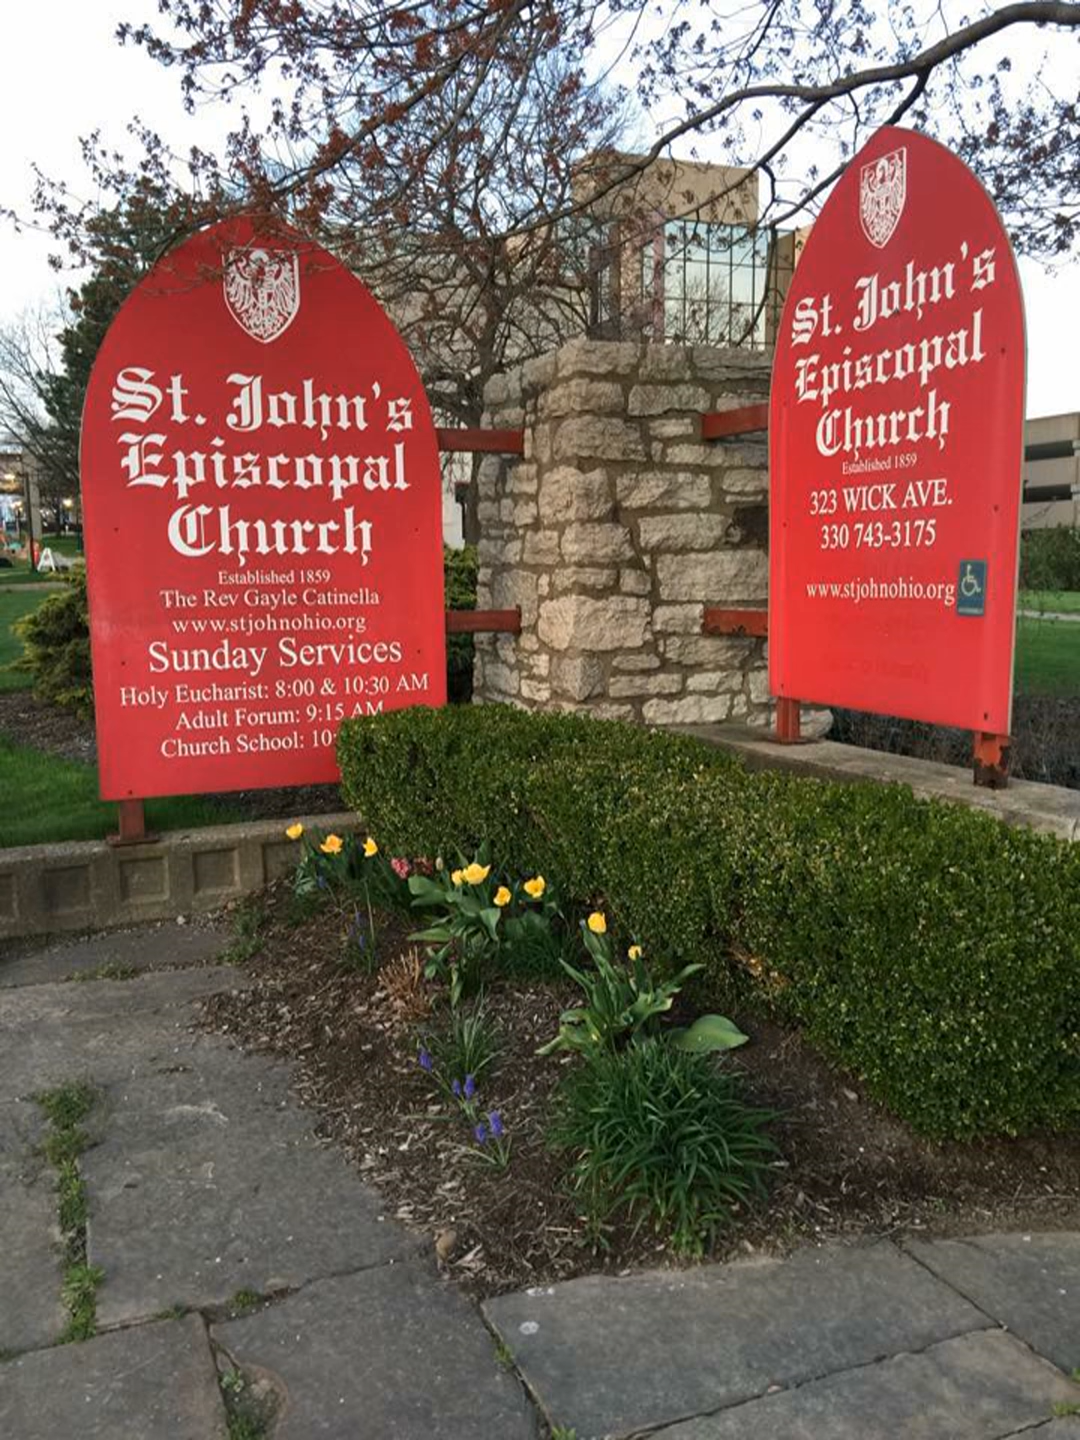 St. John's
Episcopal
Church
Established 1859
The Rev Gayle Catinella
www.stjohnohio.org
Sunday Services
Holy Eucharist: 8:00 & 10:30 AM
Adult Forum: 9:15 AM
Church School: 10:
St. John's
Episcopal
Church
Established 1859
323 WICK AVE.
330 743-3175
www.stjohnohio.org